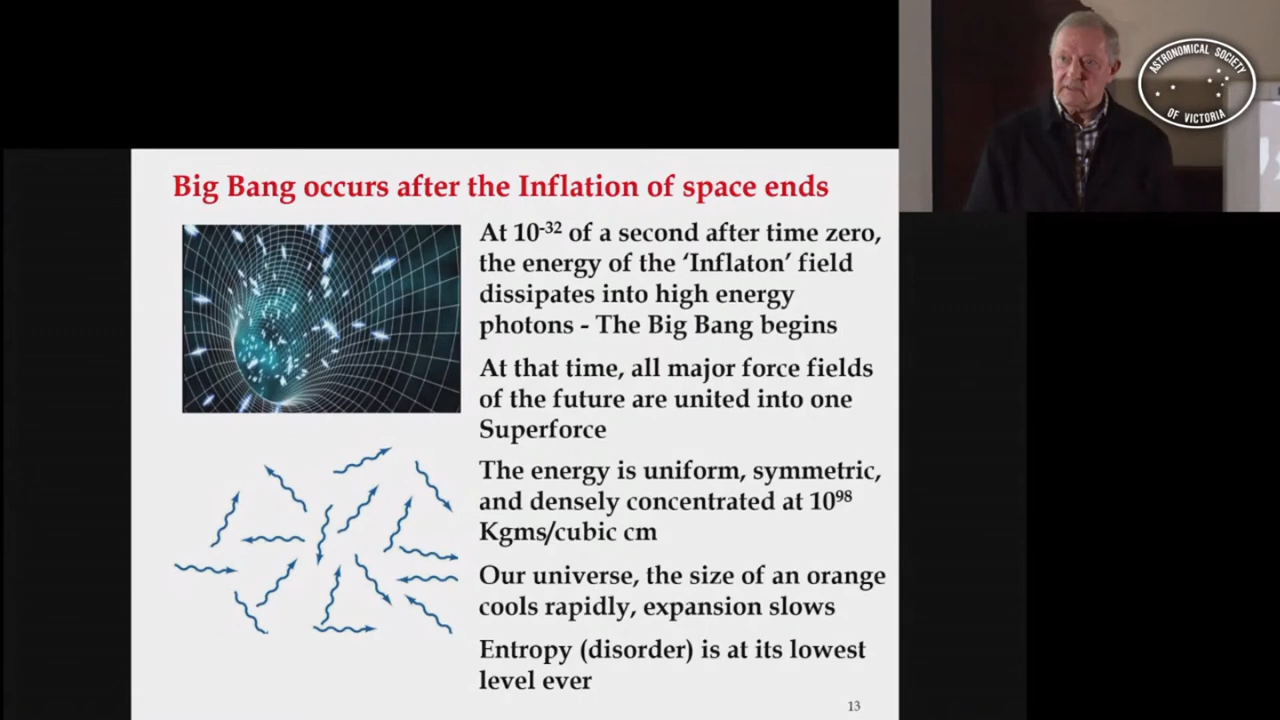 Big Bang occurs after the Inflation of space ends
At 10⁻³² of a second after time zero,
the energy of the ‘Inflaton’ field
dissipates into high energy
photons - The Big Bang begins
At that time, all major force fields
of the future are united into one
Superforce
The energy is uniform, symmetric,
and densely concentrated at 10⁹⁸
Kgms/cubic cm
Our universe, the size of an orange
cools rapidly, expansion slows
Entropy (disorder) is at its lowest
level ever
13
ASTRONOMICAL SOCIETY
OF VICTORIA